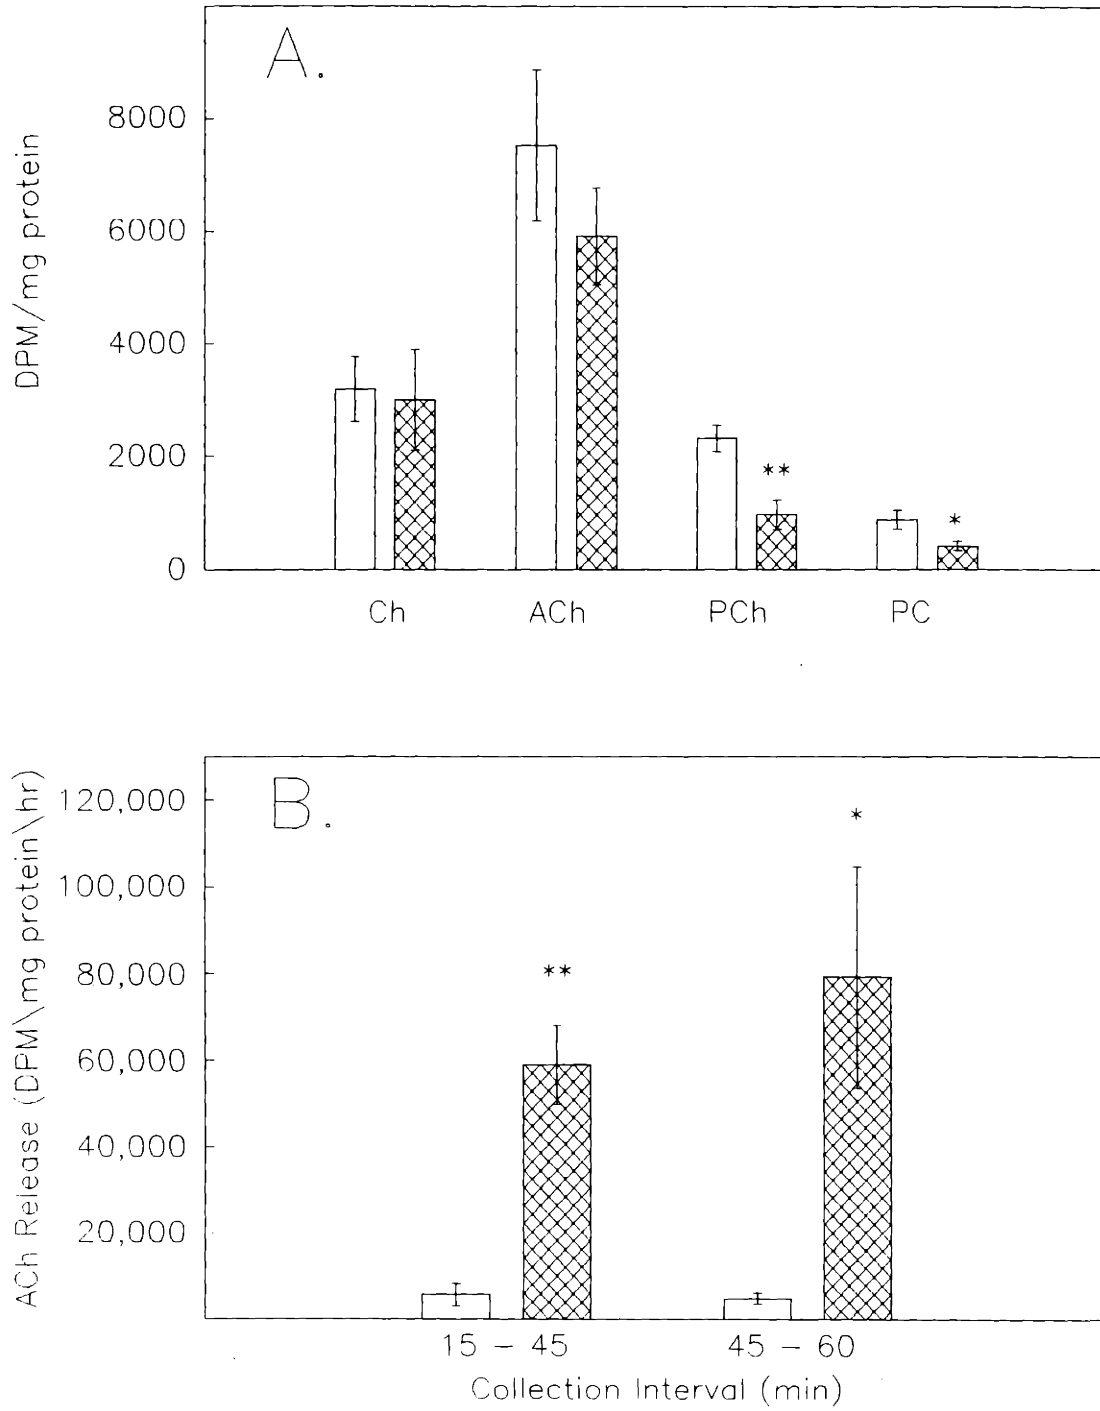 A.
DPM/mg protein
8000
6000
4000
2000
0
**
*
Ch ACh PCh PC
B.
ACh Release (DPM\mg protein\hr)
120,000
100,000
80,000
60,000
40,000
20,000
**
*
15 – 45 45 – 60
Collection Interval (min)